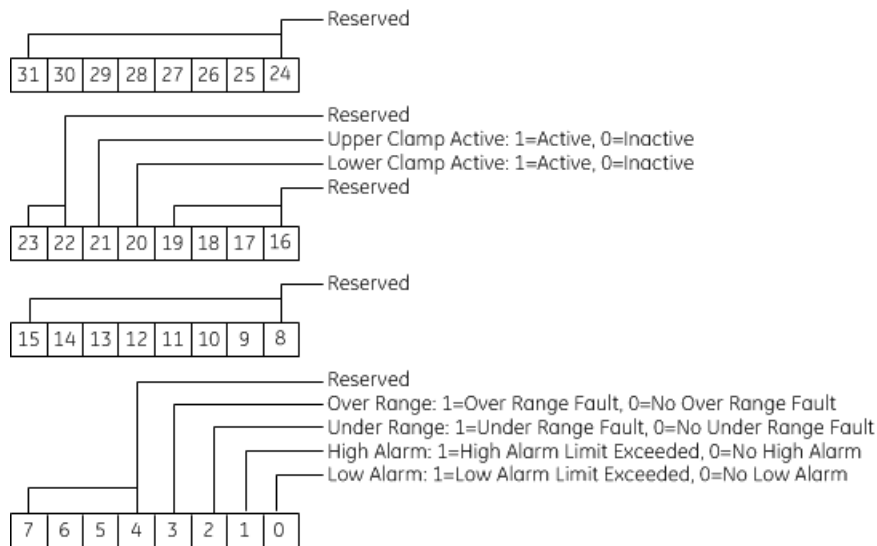 Reserved
31 30 29 28 27 26 25 24
Reserved
Upper Clamp Active: 1=Active, 0=Inactive
Lower Clamp Active: 1=Active, 0=Inactive
Reserved
23 22 21 20 19 18 17 16
Reserved
15 14 13 12 11 10 9 8
Reserved
Over Range: 1=Over Range Fault, 0=No Over Range Fault
Under Range: 1=Under Range Fault, 0=No Under Range Fault
High Alarm: 1=High Alarm Limit Exceeded, 0=No High Alarm
Low Alarm: 1=Low Alarm Limit Exceeded, 0=No Low Alarm
7 6 5 4 3 2 1 0